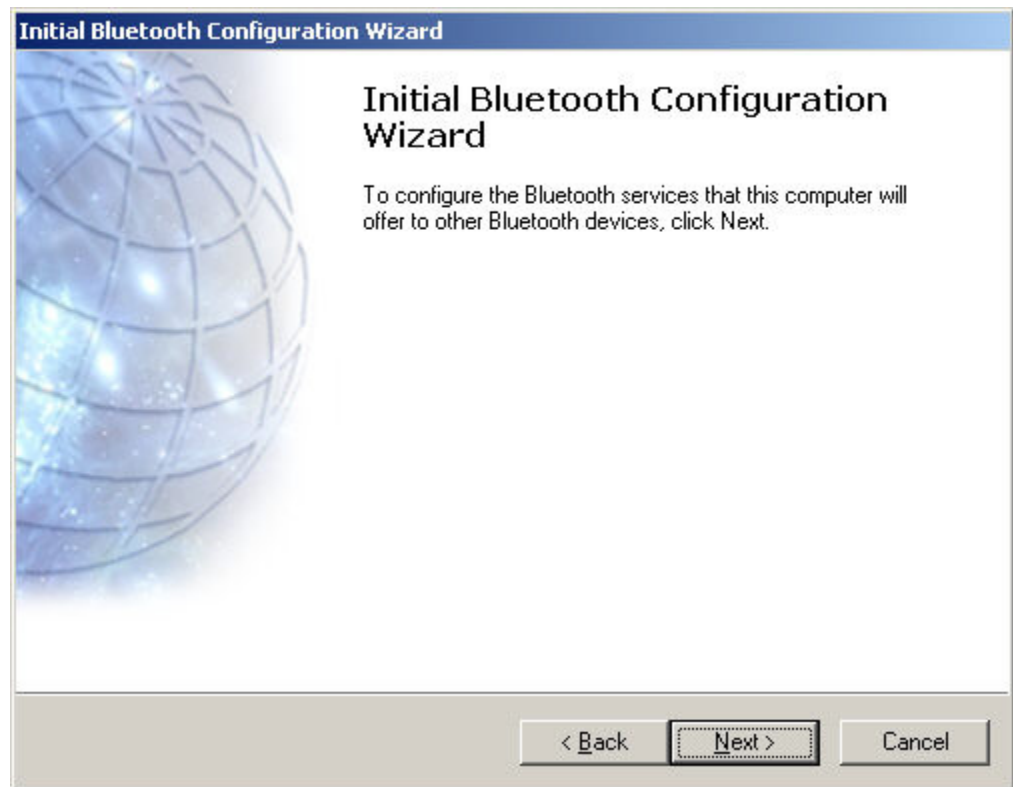 Initial Bluetooth Configuration Wizard
Initial Bluetooth Configuration
Wizard
To configure the Bluetooth services that this computer will
offer to other Bluetooth devices, click Next.
< Back
Next >
Cancel